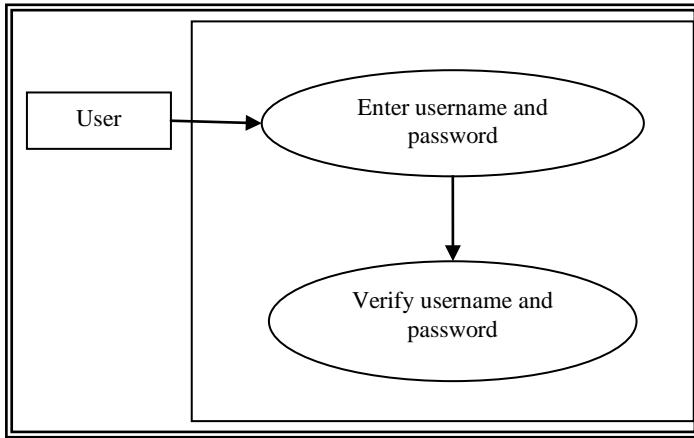 User
Enter username and
password
Verify username and
password